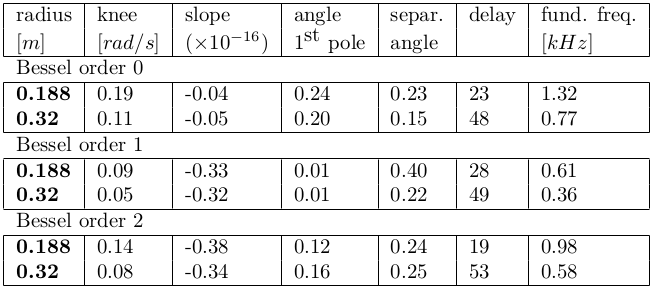 radius knee slope angle separ. delay fund. freq.
[m] [rad/s] (×10⁻¹⁶) 1st pole angle [kHz]
Bessel order 0
0.188 0.19 -0.04 0.24 0.23 23 1.32
0.32 0.11 -0.05 0.20 0.15 48 0.77
Bessel order 1
0.188 0.09 -0.33 0.01 0.40 28 0.61
0.32 0.05 -0.32 0.01 0.22 49 0.36
Bessel order 2
0.188 0.14 -0.38 0.12 0.24 19 0.98
0.32 0.08 -0.34 0.16 0.25 53 0.58